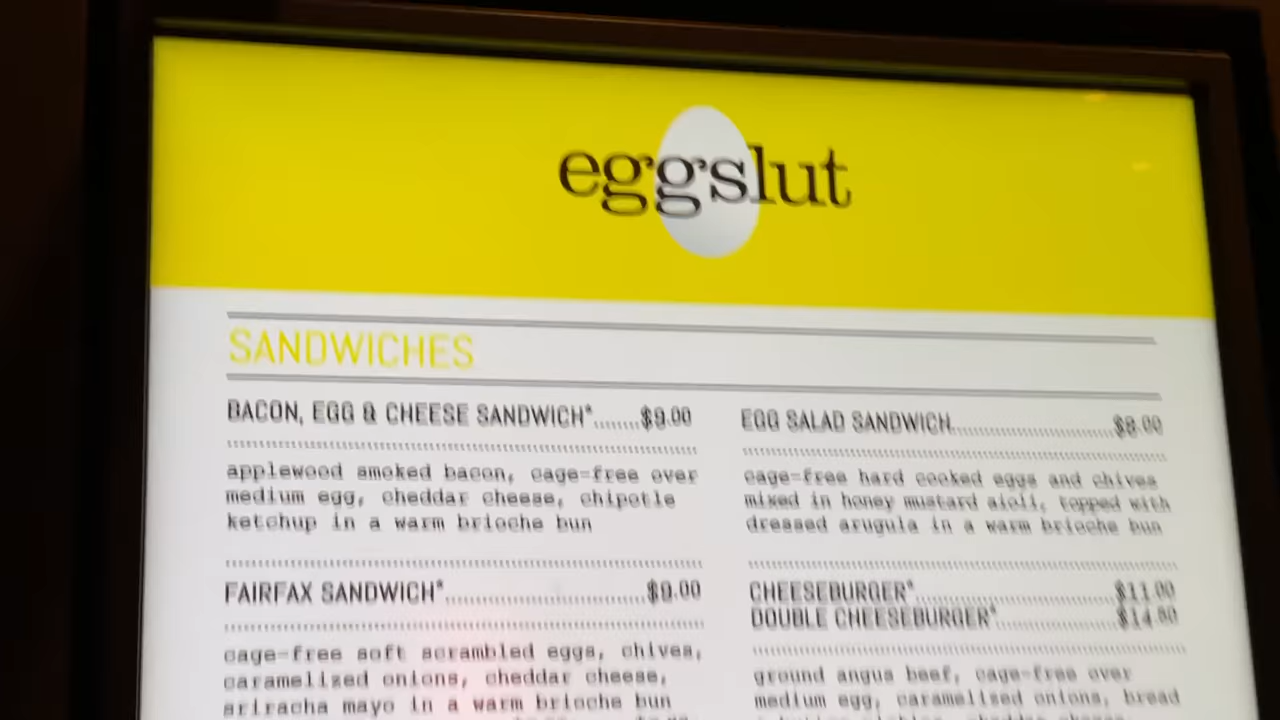 eggslut
SANDWICHES
BACON, EGG & CHEESE SANDWICH*.......$9.00
applewood smoked bacon, cage-free over
medium egg, cheddar cheese, chipotle
ketchup in a warm brioche bun
FAIRFAX SANDWICH*................................$9.00
cage-free soft scrambled eggs, chives,
caramelized onions, cheddar cheese,
sriracha mayo in a warm brioche bun
EGG SALAD SANDWICH..........................$8.00
cage-free hard cooked eggs and chives
mixed in honey mustard aioli, topped with
dressed arugula in a warm brioche bun
CHEESEBURGER*................................$11.00
DOUBLE CHEESEBURGER*...................
ground angus beef, cage-free over
medium egg, caramelized onions, bread